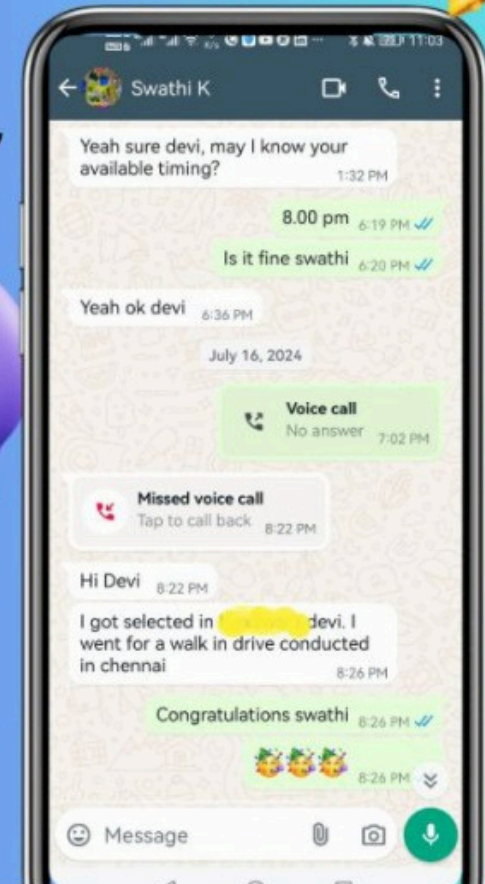 11:03
Swathi K
Yeah sure devi, may I know your
available timing?
1:32 PM
8.00 pm 6:19 PM
Is it fine swathi 6:20 PM
Yeah ok devi 6:36 PM
July 16, 2024
Voice call
No answer 7:02 PM
Missed voice call
Tap to call back 8:22 PM
Hi Devi 8:22 PM
I got selected in devi. I
went for a walk in drive conducted
in chennai
8:26 PM
Congratulations swathi 8:26 PM
8:26 PM
Message